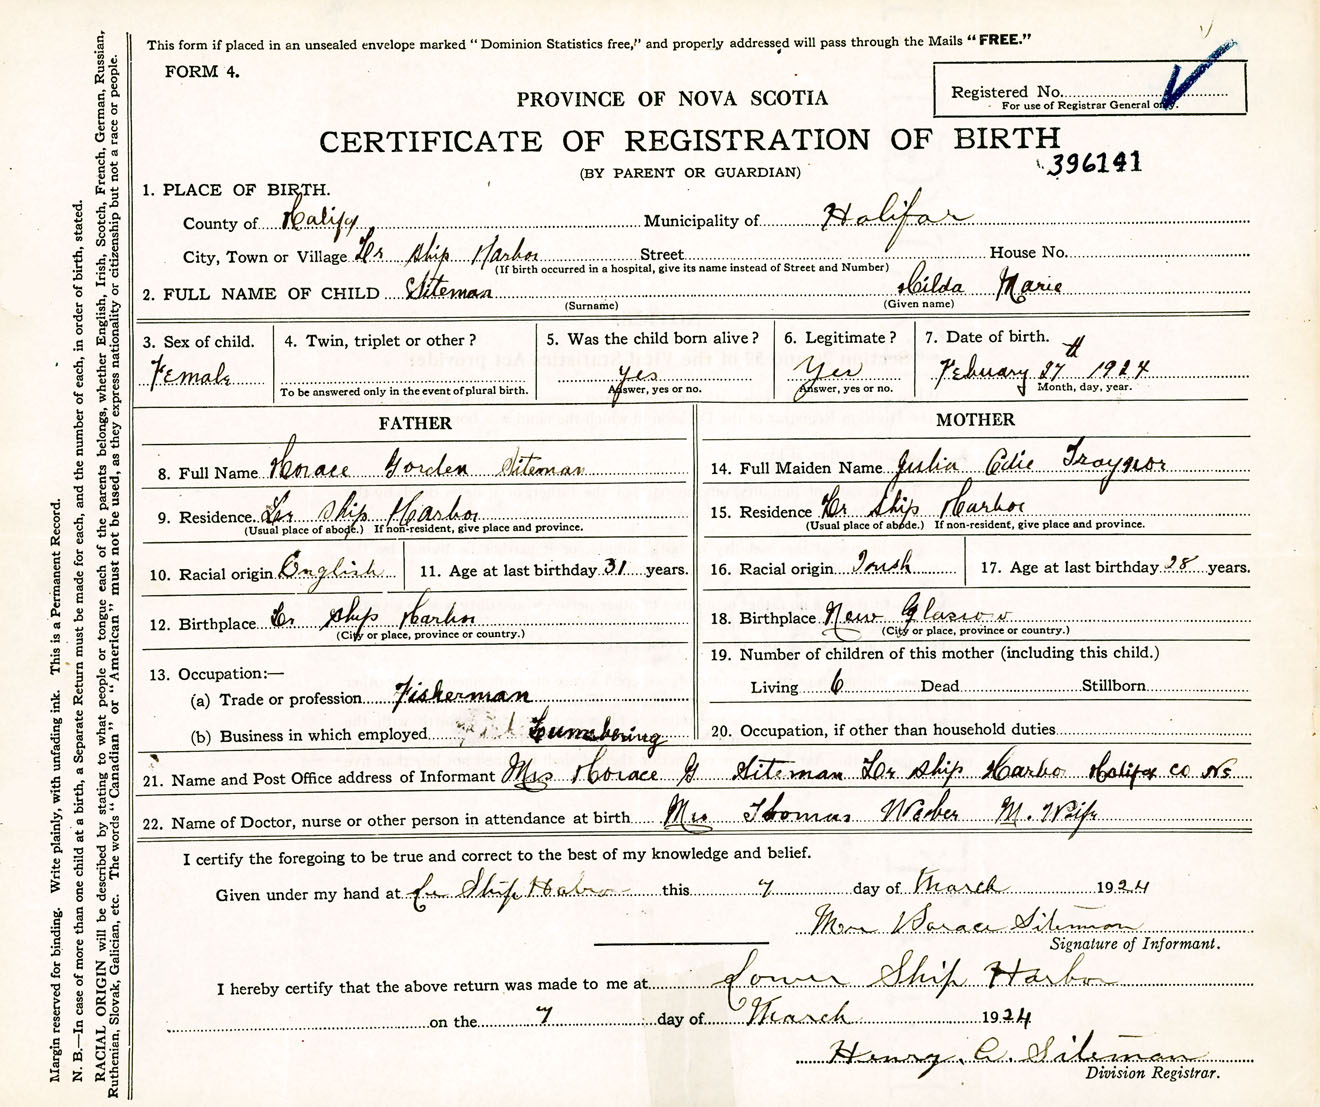 This form if placed in an unsealed envelope marked "Dominion Statistics free," and properly addressed will pass through the Mails "FREE."
FORM 4.
Registered No.
For use of Registrar General only.
PROVINCE OF NOVA SCOTIA
CERTIFICATE OF REGISTRATION OF BIRTH
396141
(BY PARENT OR GUARDIAN)
1. PLACE OF BIRTH.
County of Halifx Municipality of Halifax
City, Town or Village Lr Ship Harbor Street House No.
(If birth occurred in a hospital, give its name instead of Street and Number)
2. FULL NAME OF CHILD Siteman Hilda Marie
(Surname) (Given name)
3. Sex of child. 4. Twin, triplet or other? 5. Was the child born alive? 6. Legitimate? 7. Date of birth.
Female yes Yes Febuary 27th 1924
To be answered only in the event of plural birth. Answer, yes or no. Answer, yes or no. Month, day, year.
FATHER
8. Full Name Horace Gorden Siteman
9. Residence Lr Ship Harbor
(Usual place of abode.) If non-resident, give place and province.
10. Racial origin English 11. Age at last birthday 31 years.
12. Birthplace Lr Ship Harbor
(City or place, province or country.)
13. Occupation:—
(a) Trade or profession Fisherman
(b) Business in which employed Lumbering
MOTHER
14. Full Maiden Name Julia Edie Traynor
15. Residence Lr Ship Harbor
(Usual place of abode.) If non-resident, give place and province.
16. Racial origin Irish 17. Age at last birthday 28 years.
18. Birthplace New Glasgow
(City or place, province or country.)
19. Number of children of this mother (including this child.)
Living 6 Dead Stillborn
20. Occupation, if other than household duties
21. Name and Post Office address of Informant Mrs Horace G Siteman Lr Ship Harbor Halifax Co NS
22. Name of Doctor, nurse or other person in attendance at birth Mrs Thomas Weber M. Wife
I certify the foregoing to be true and correct to the best of my knowledge and belief.
Given under my hand at Lr Ship Habor this 7 day of March 1924
Mrs Horace Siteman
Signature of Informant.
I hereby certify that the above return was made to me at Lower Ship Harbor
on the 7 day of March 1924
Henry C. Siteman
Division Registrar.
Margin reserved for binding. Write plainly, with unfading ink. This is a Permanent Record.
N. B.—In case of more than one child at a birth, a Separate Return must be made for each, and the number of each, in order of birth, stated.
RACIAL ORIGIN will be described by stating to what people or tongue each of the parents belongs, whether English, Irish, Scotch, French, German, Russian,
Ruthenian, Slovak, Galician, etc. The words "Canadian" or "American" must not be used, as they express nationality or citizenship but not a race or people.